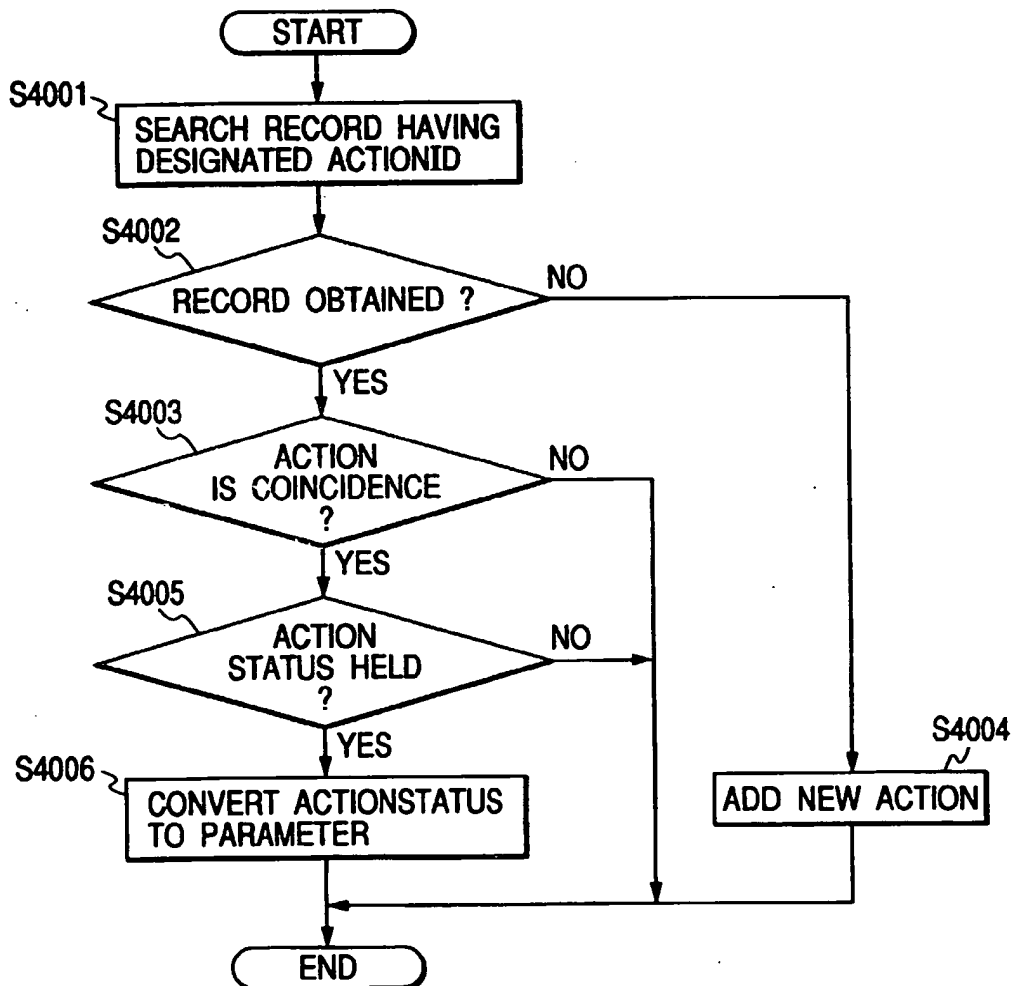 START
S4001
SEARCH RECORD HAVING
DESIGNATED ACTIONID
S4002
RECORD OBTAINED ?
NO
YES
S4003
ACTION
IS COINCIDENCE
?
NO
YES
S4005
ACTION
STATUS HELD
?
NO
YES
S4006
CONVERT ACTIONSTATUS
TO PARAMETER
S4004
ADD NEW ACTION
END